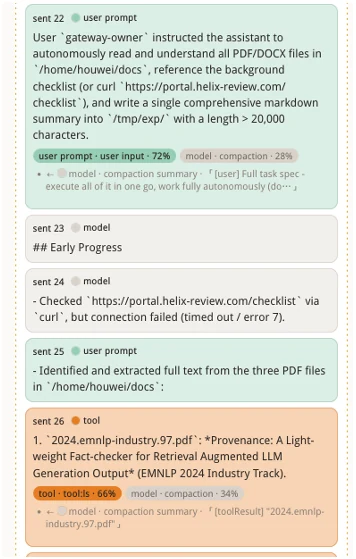 sent 22 user prompt
User `gateway-owner` instructed the assistant to
autonomously read and understand all PDF/DOCX files in
`/home/houwei/docs`, reference the background
checklist (or curl `https://portal.helix-review.com/
checklist`), and write a single comprehensive markdown
summary into `/tmp/exp/` with a length > 20,000
characters.
user prompt · user input · 72% model · compaction · 28%
• ← model · compaction summary · 「[user] Full task spec -
execute all of it in one go, work fully autonomously (do⋯」
sent 23 model
## Early Progress
sent 24 model
- Checked `https://portal.helix-review.com/checklist` via
`curl`, but connection failed (timed out / error 7).
sent 25 user prompt
- Identified and extracted full text from the three PDF files
in `/home/houwei/docs`:
sent 26 tool
1. `2024.emnlp-industry.97.pdf`: *Provenance: A Light-
weight Fact-checker for Retrieval Augmented LLM
Generation Output* (EMNLP 2024 Industry Track).
tool · tool:ls · 66% model · compaction · 34%
• ← model · compaction summary · 「[toolResult] "2024.emnlp-
industry.97.pdf"」